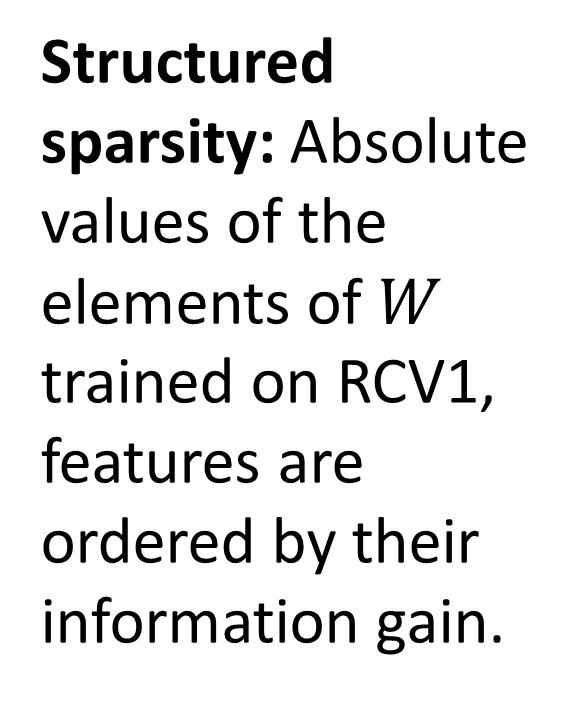 Structured
sparsity: Absolute
values of the
elements of W
trained on RCV1,
features are
ordered by their
information gain.